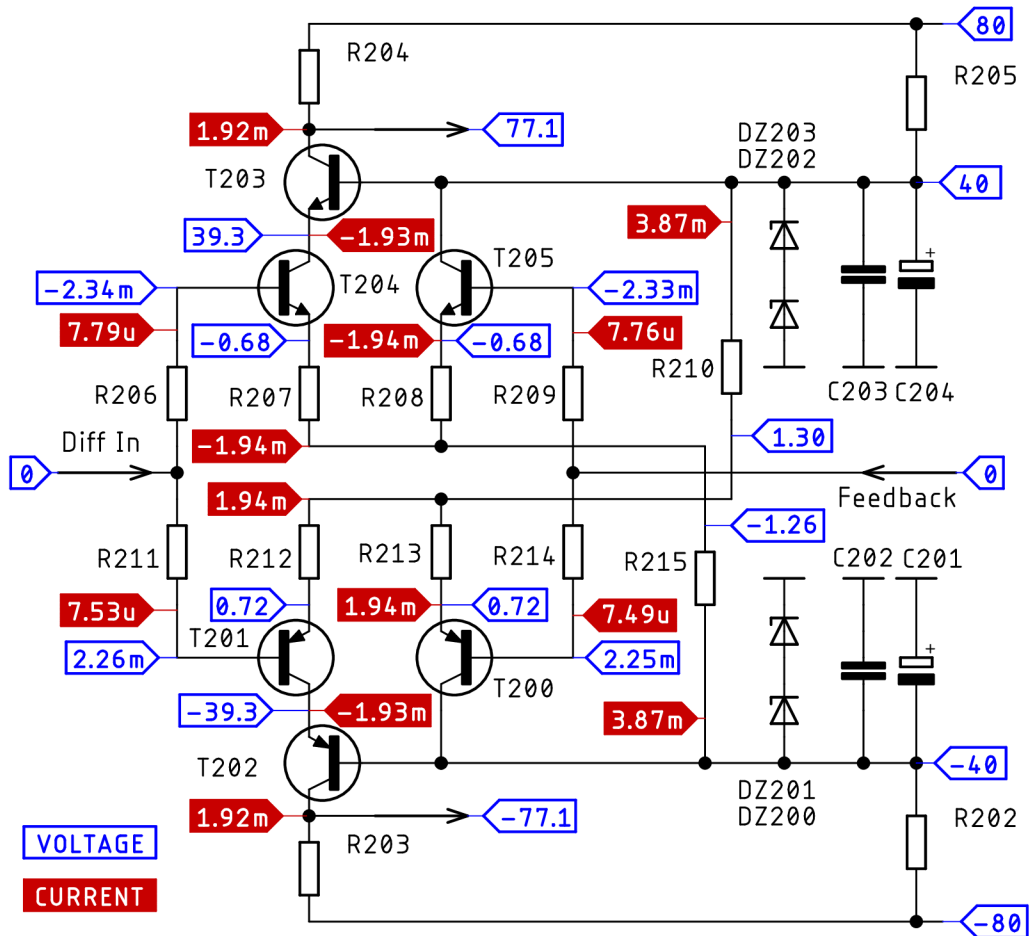 80
R204
R205
1.92m
77.1
DZ203
DZ202
T203
40
39.3
-1.93m
3.87m
T205
T204
+
-2.34m
-2.33m
7.79u
-0.68
-1.94m
-0.68
7.76u
R210
R206
R207
R208
R209
C203
C204
Diff In
-1.94m
1.30
0
0
1.94m
Feedback
-1.26
R211
R212
R213
R214
R215
C202
C201
7.53u
0.72
1.94m
0.72
7.49u
T201
+
2.26m
2.25m
T200
-39.3
-1.93m
3.87m
T202
-40
DZ201
DZ200
1.92m
-77.1
R202
VOLTAGE
R203
CURRENT
-80